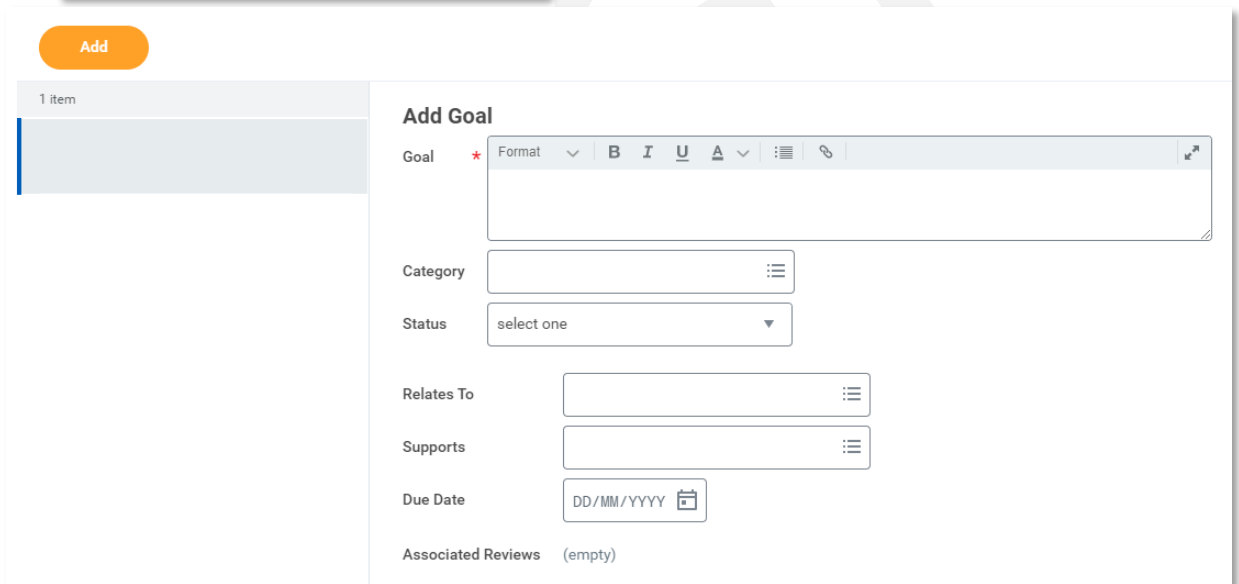 Add
1 item
Add Goal
Goal *
Format B I U A
Category
Status select one
Relates To
Supports
Due Date DD/MM/YYYY
Associated Reviews (empty)